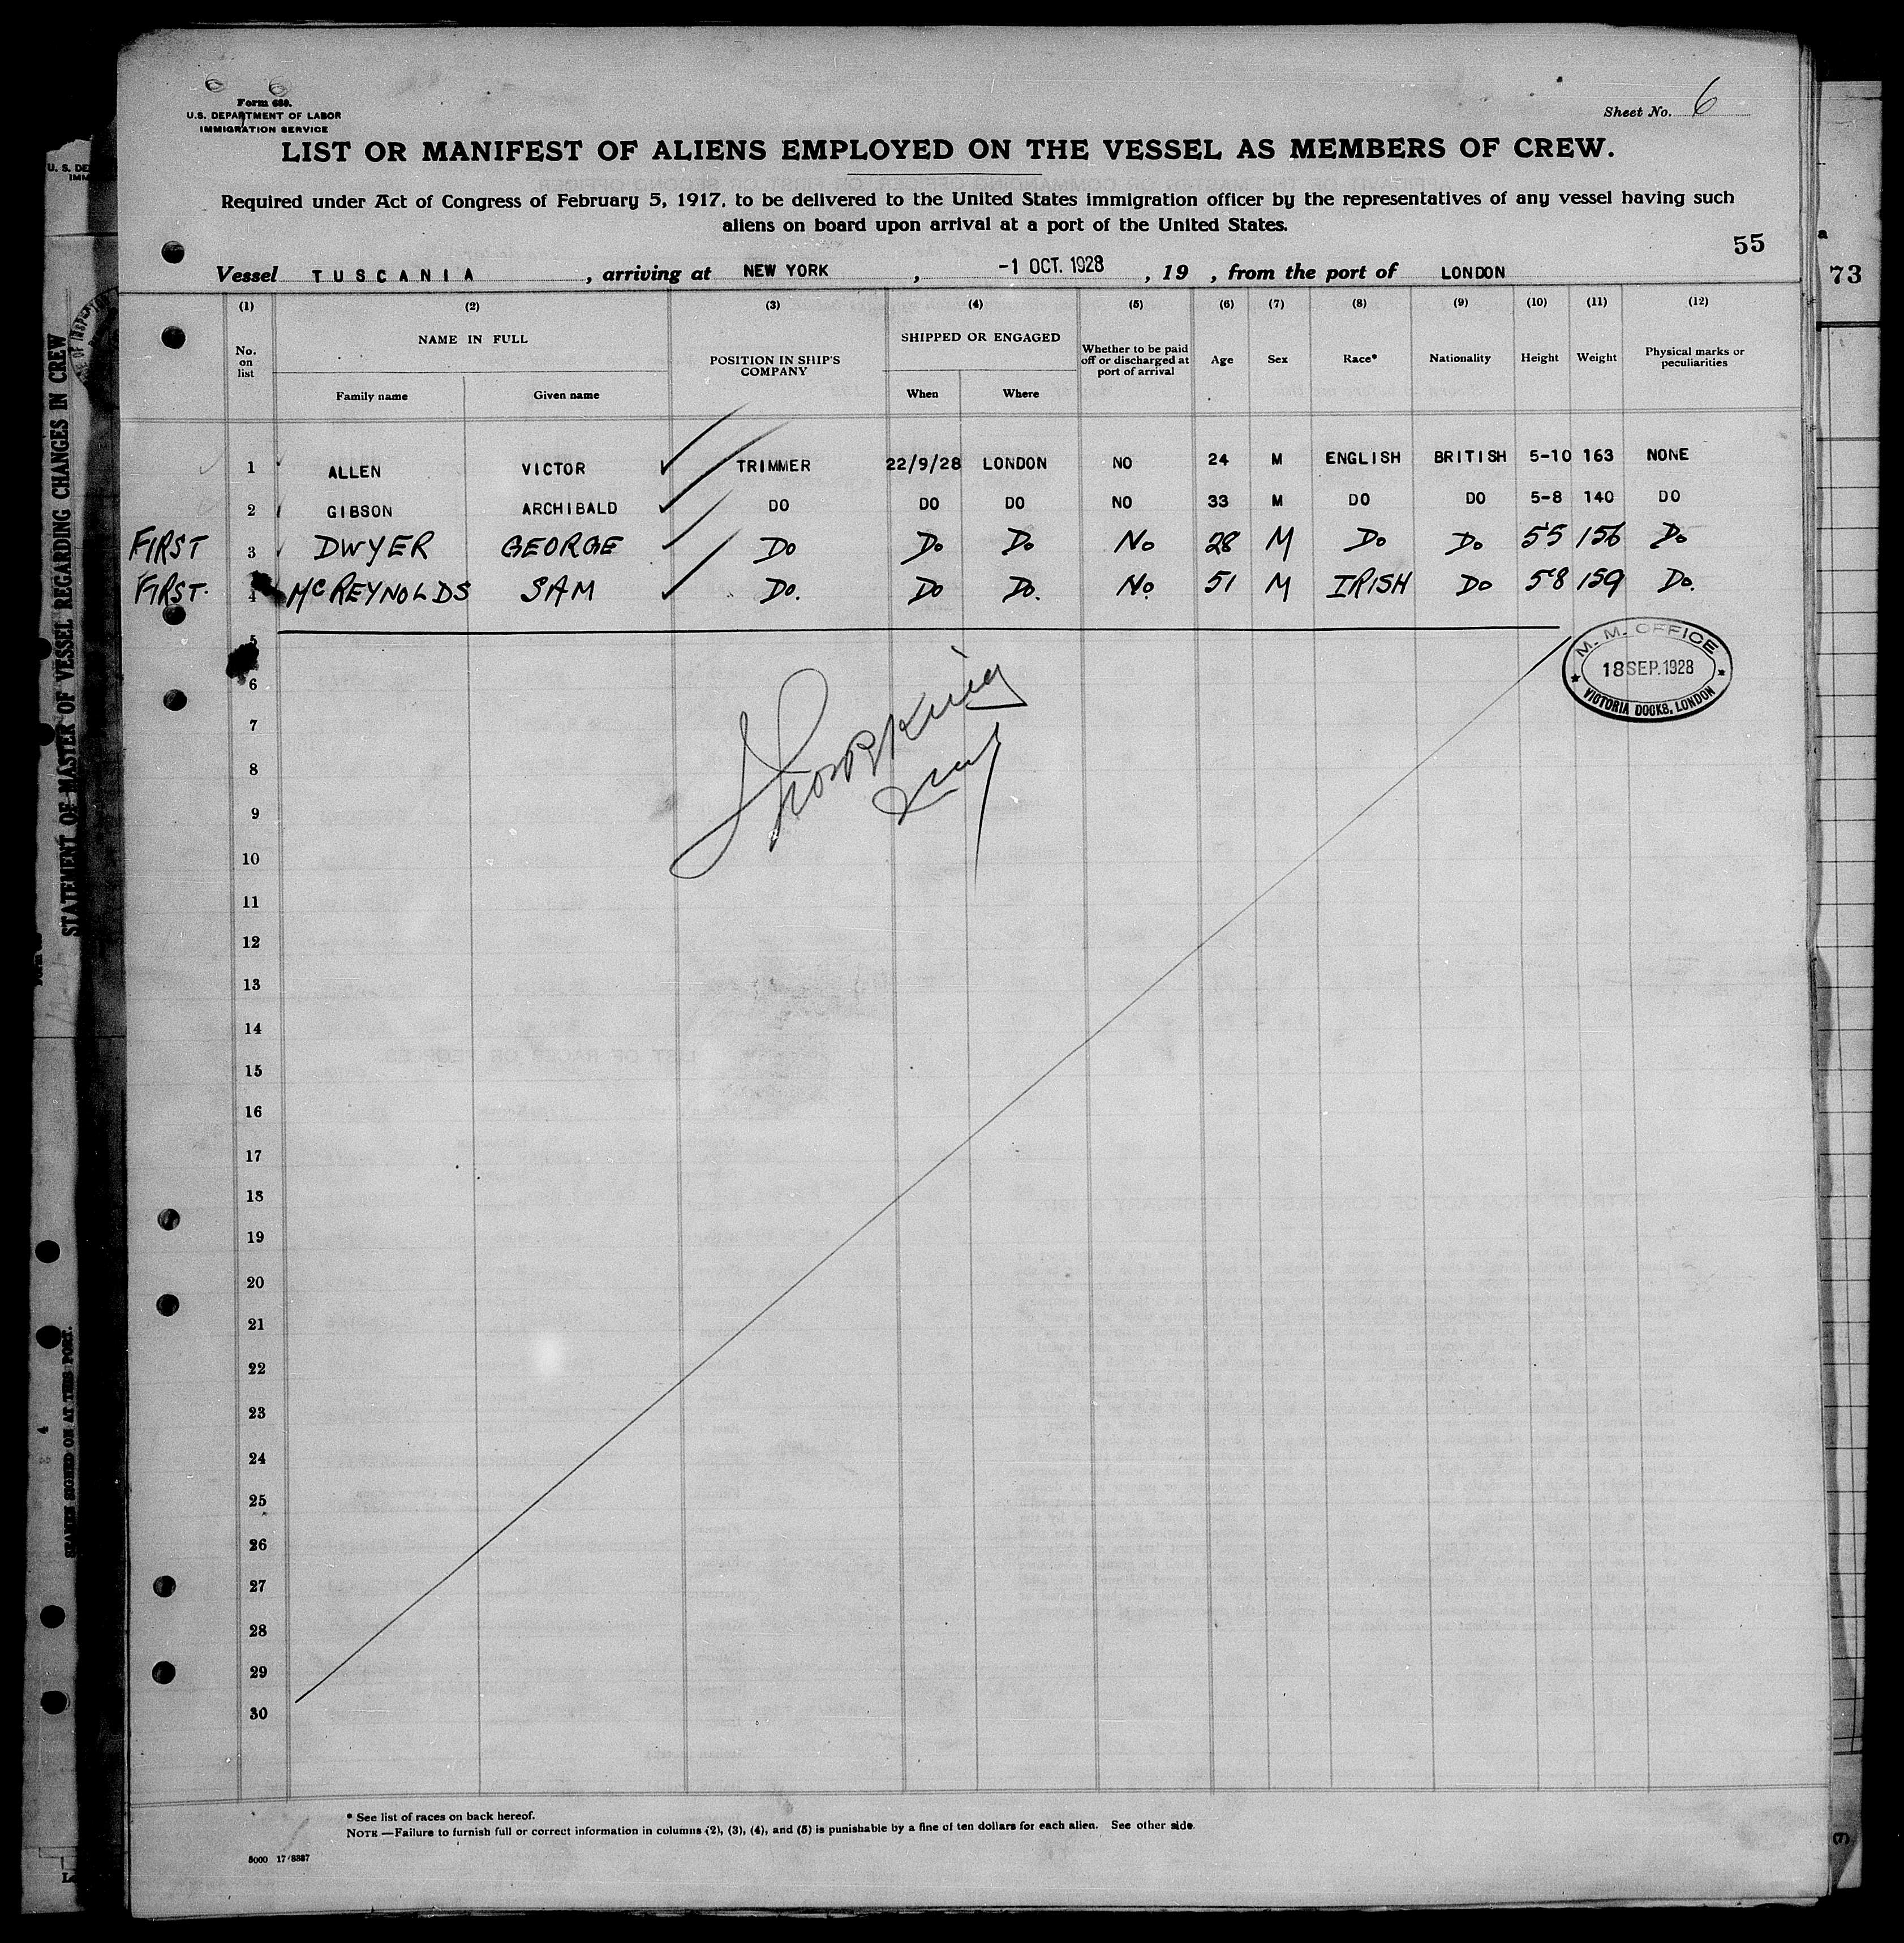 Form 680.
U.S. DEPARTMENT OF LABOR
IMMIGRATION SERVICE
Sheet No. 6
LIST OR MANIFEST OF ALIENS EMPLOYED ON THE VESSEL AS MEMBERS OF CREW.
Required under Act of Congress of February 5, 1917, to be delivered to the United States immigration officer by the representatives of any vessel having such
aliens on board upon arrival at a port of the United States.
55
73
Vessel TUSCANIA, arriving at NEW YORK, -1 OCT. 1928, 19 , from the port of LONDON
(1) (2) (3) (4) (5) (6) (7) (8) (9) (10) (11) (12)
No. on list NAME IN FULL POSITION IN SHIP'S COMPANY SHIPPED OR ENGAGED Whether to be paid off or discharged at port of arrival Age Sex Race* Nationality Height Weight Physical marks or peculiarities
Family name Given name When Where
1 ALLEN VICTOR TRIMMER 22/9/28 LONDON NO 24 M ENGLISH BRITISH 5-10 163 NONE
2 GIBSON ARCHIBALD DO DO DO NO 33 M DO DO 5-8 140 DO
FIRST 3 DWYER GEORGE DO DO DO NO 28 M DO DO 5'5 156 DO
FIRST. 4 McREYNOLDS SAM DO. DO DO. NO 51 M IRISH DO 5'8 159 DO.
5
M. M. OFFICE
18 SEP. 1928
VICTORIA DOCKS, LONDON
6
7
8
9
10
11
12
13
14
15
16
17
18
19
20
21
22
23
24
25
26
27
28
29
30
* See list of races on back hereof.
NOTE—Failure to furnish full or correct information in columns (2), (3), (4), and (5) is punishable by a fine of ten dollars for each alien. See other side.
5000 17/8387
STATEMENT OF MASTER OF VESSEL REGARDING CHANGES IN CREW